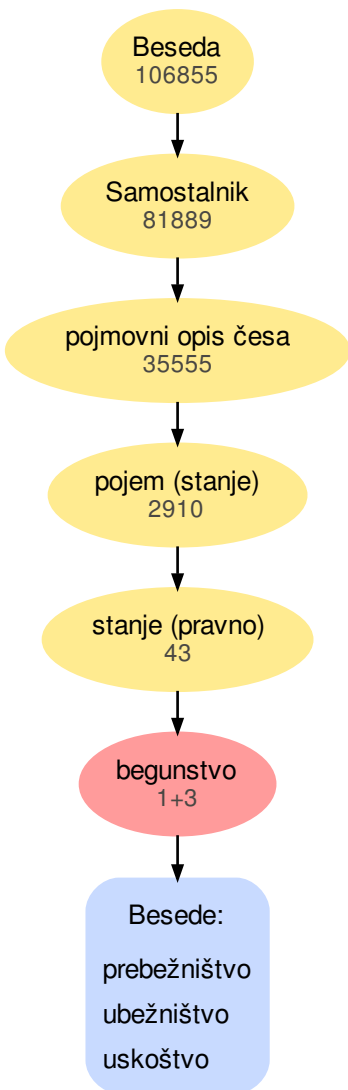 Beseda
106855
Samostalnik
81889
pojmovni opis česa
35555
pojem (stanje)
2910
stanje (pravno)
43
begunstvo
1+3
Besede:
prebežništvo
ubežništvo
uskoštvo